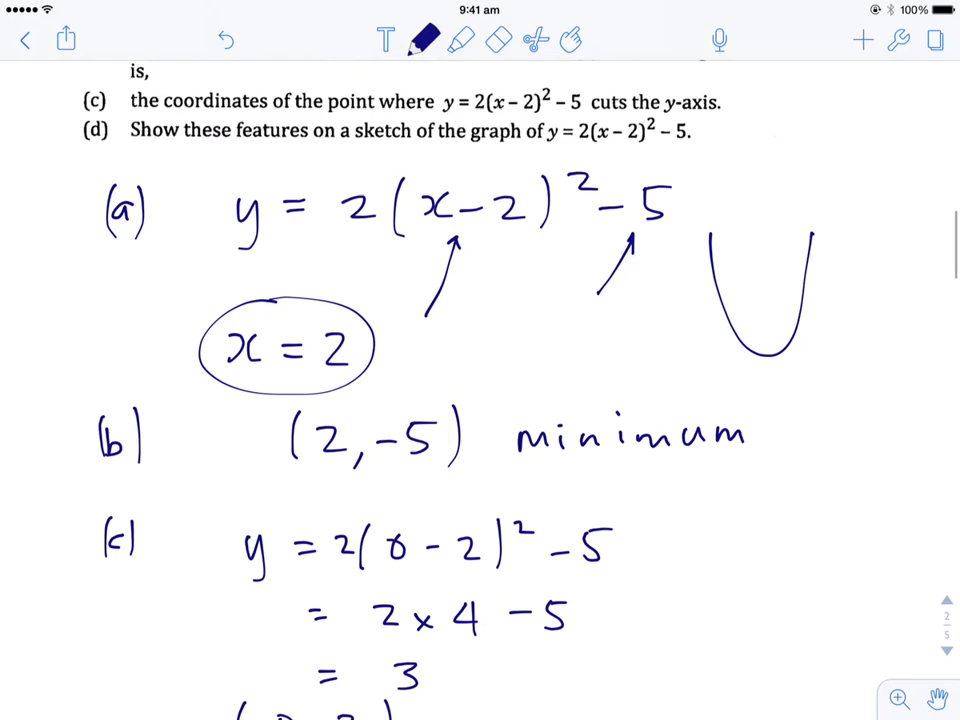 9:41 am
100%
T
is,
(c) the coordinates of the point where y = 2(x − 2)² − 5 cuts the y-axis.
(d) Show these features on a sketch of the graph of y = 2(x − 2)² − 5.
(a) y = 2(x − 2)² − 5
x = 2
(b) (2, −5) minimum
(c) y = 2(0 − 2)² − 5
= 2 × 4 − 5
= 3
2
5